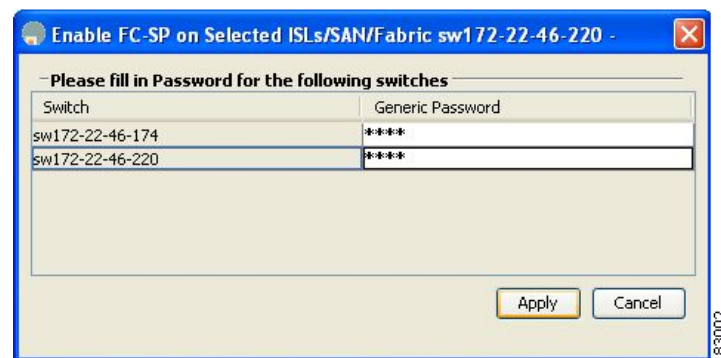 Enable FC-SP on Selected ISLs/SAN/Fabric sw172-22-46-220 -
Please fill in Password for the following switches
Switch Generic Password
sw172-22-46-174 ****
sw172-22-46-220 ****
Apply Cancel